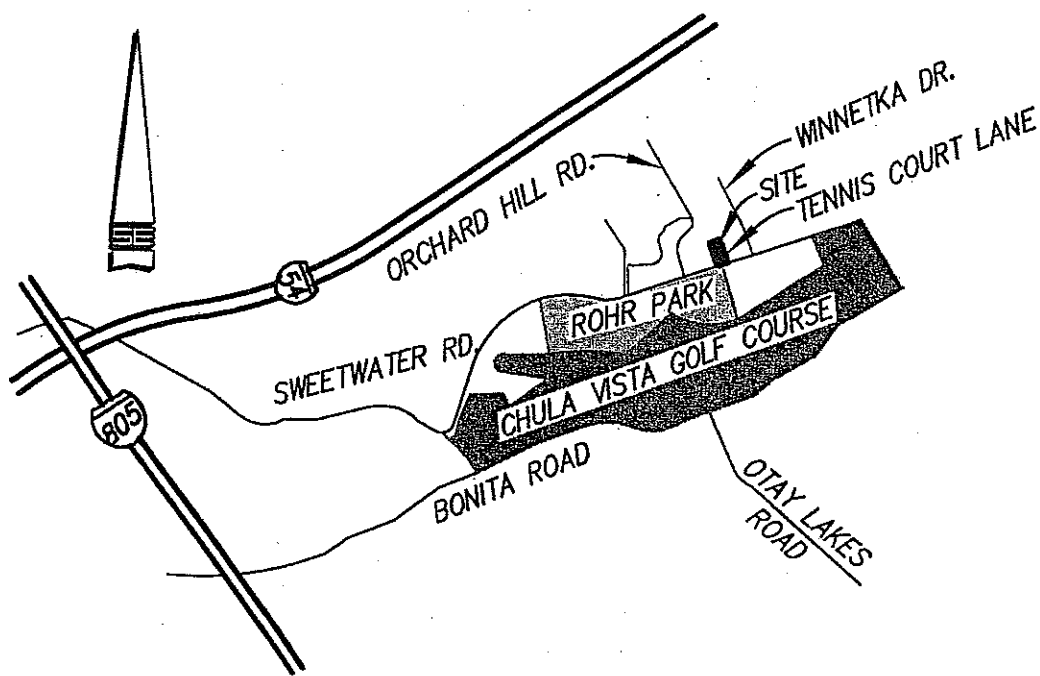 WINNETKA DR.
SITE
TENNIS COURT LANE
ORCHARD HILL RD.
54
ROHR PARK
SWEETWATER RD.
CHULA VISTA GOLF COURSE
805
BONITA ROAD
OTAY LAKES
ROAD